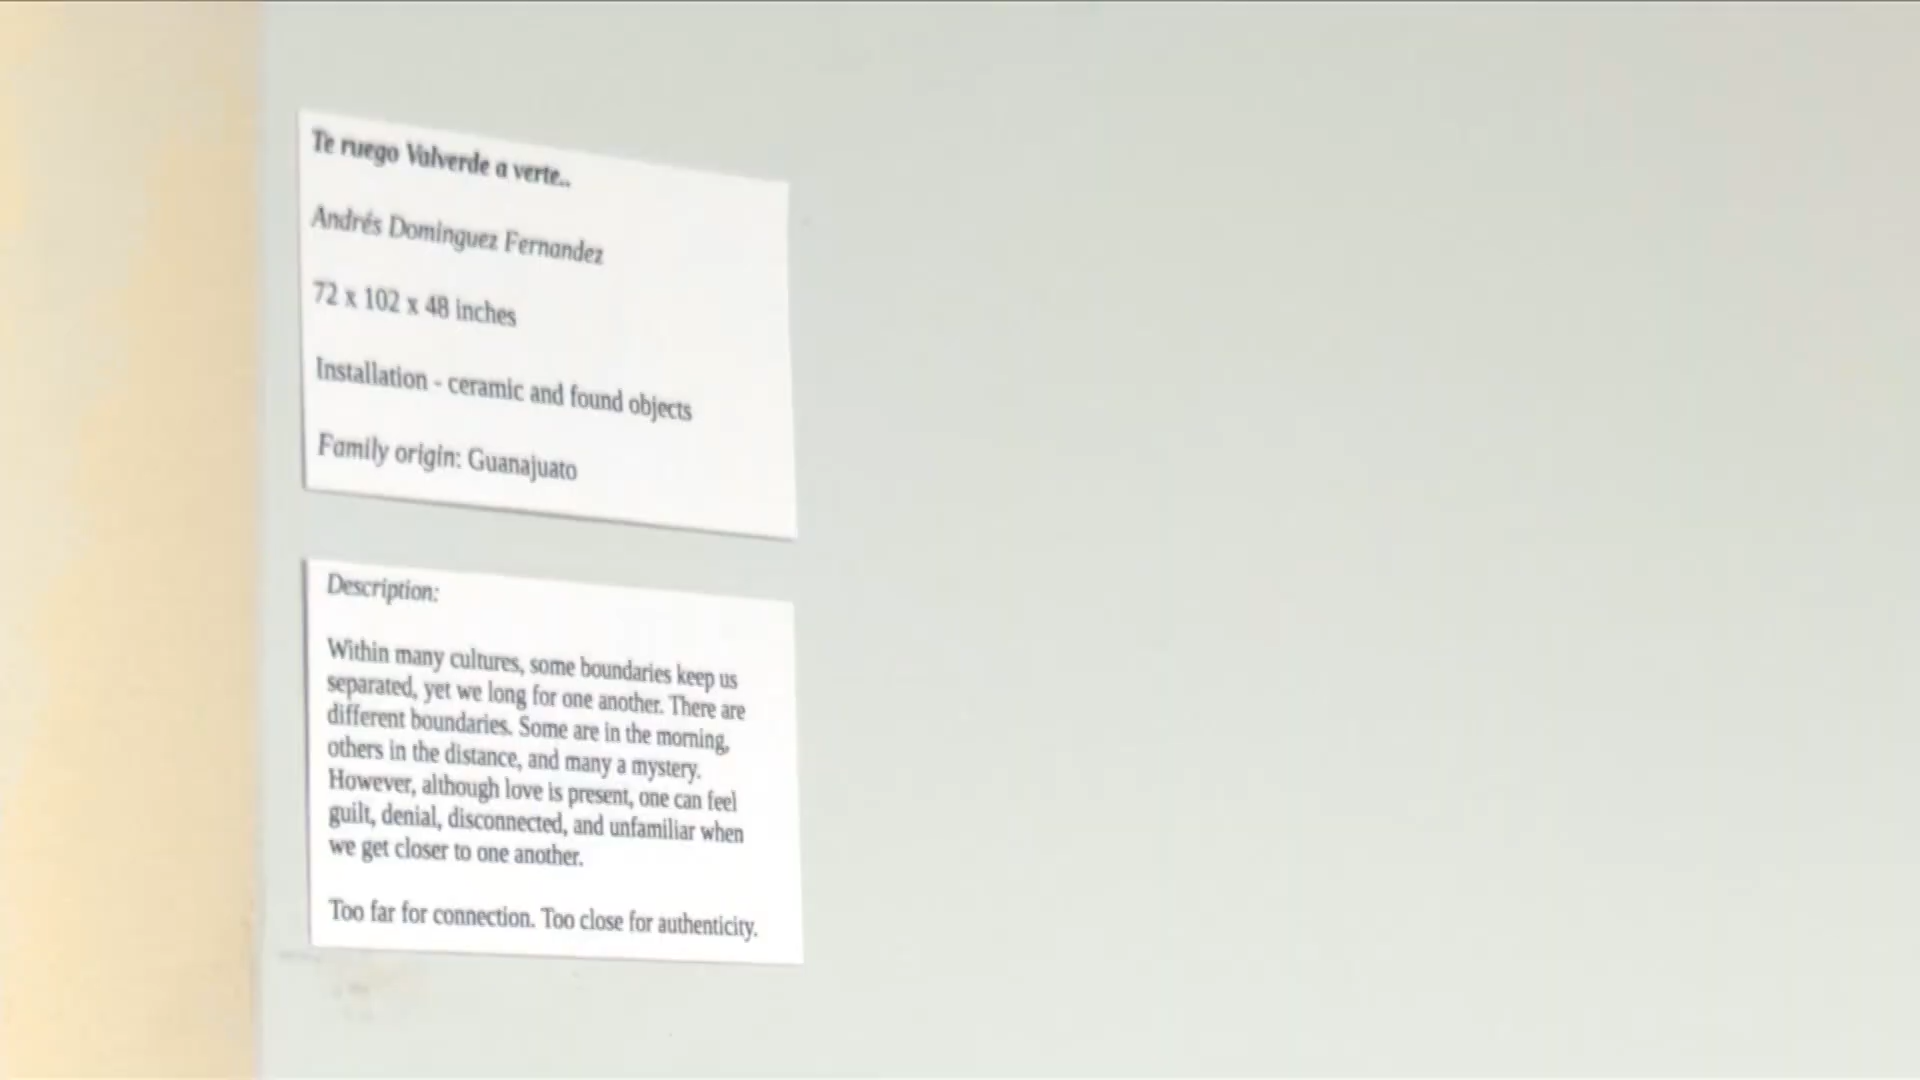 Te ruego Valverde a verte..
Andrés Dominguez Fernandez
72 x 102 x 48 inches
Installation - ceramic and found objects
Family origin: Guanajuato
Description:
Within many cultures, some boundaries keep us
separated, yet we long for one another. There are
different boundaries. Some are in the morning,
others in the distance, and many a mystery.
However, although love is present, one can feel
guilt, denial, disconnected, and unfamiliar when
we get closer to one another.
Too far for connection. Too close for authenticity.